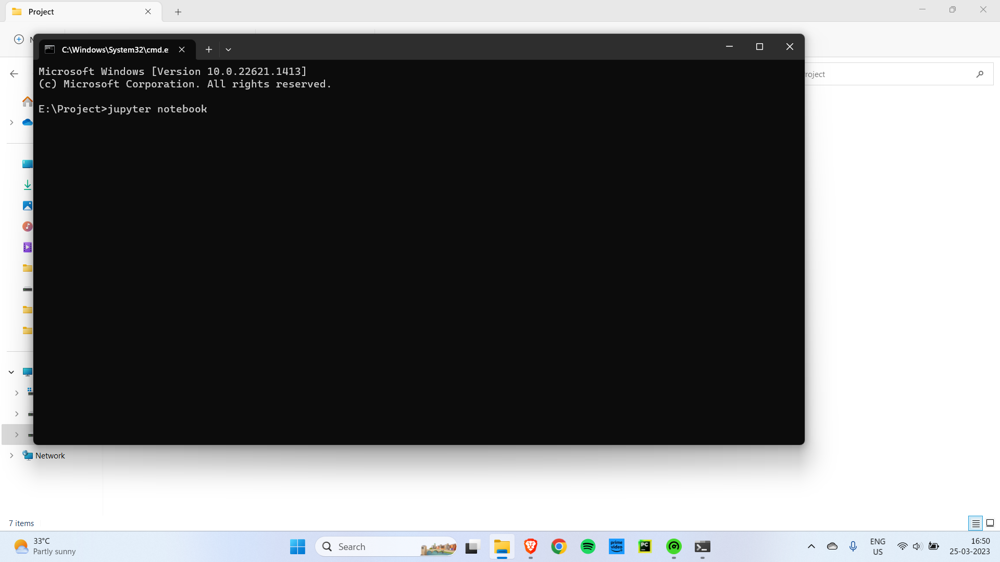 Project
N
C:\Windows\System32\cmd.e
Microsoft Windows [Version 10.0.22621.1413]
(c) Microsoft Corporation. All rights reserved.
roject
E:\Project>jupyter notebook
Network
7 items
33°C
Partly sunny
Search
prime
video
PC
ENG
US
16:50
25-03-2023